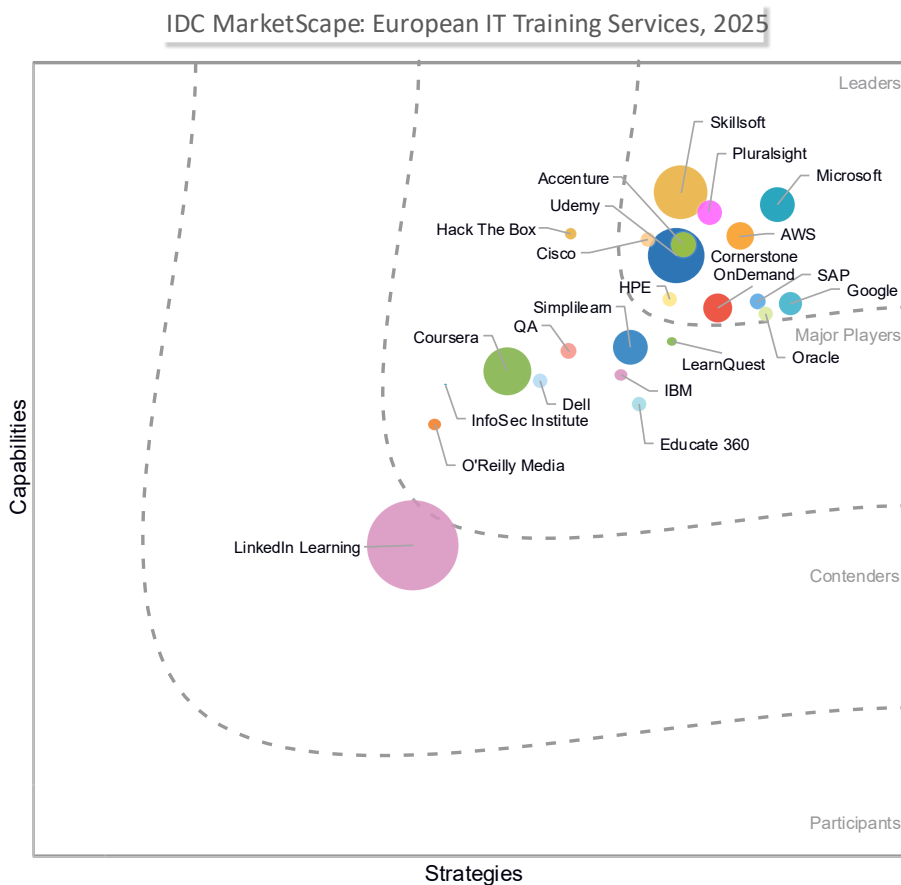 IDC MarketScape: European IT Training Services, 2025
Leaders
Skillsoft
Pluralsight
Accenture
Microsoft
Udemy
Hack The Box
AWS
Cisco
Cornerstone
OnDemand
SAP
HPE
Google
Simplilearn
QA
Major Players
Coursera
Oracle
LearnQuest
IBM
Dell
InfoSec Institute
Educate 360
O'Reilly Media
Capabilities
LinkedIn Learning
Contenders
Participants
Strategies